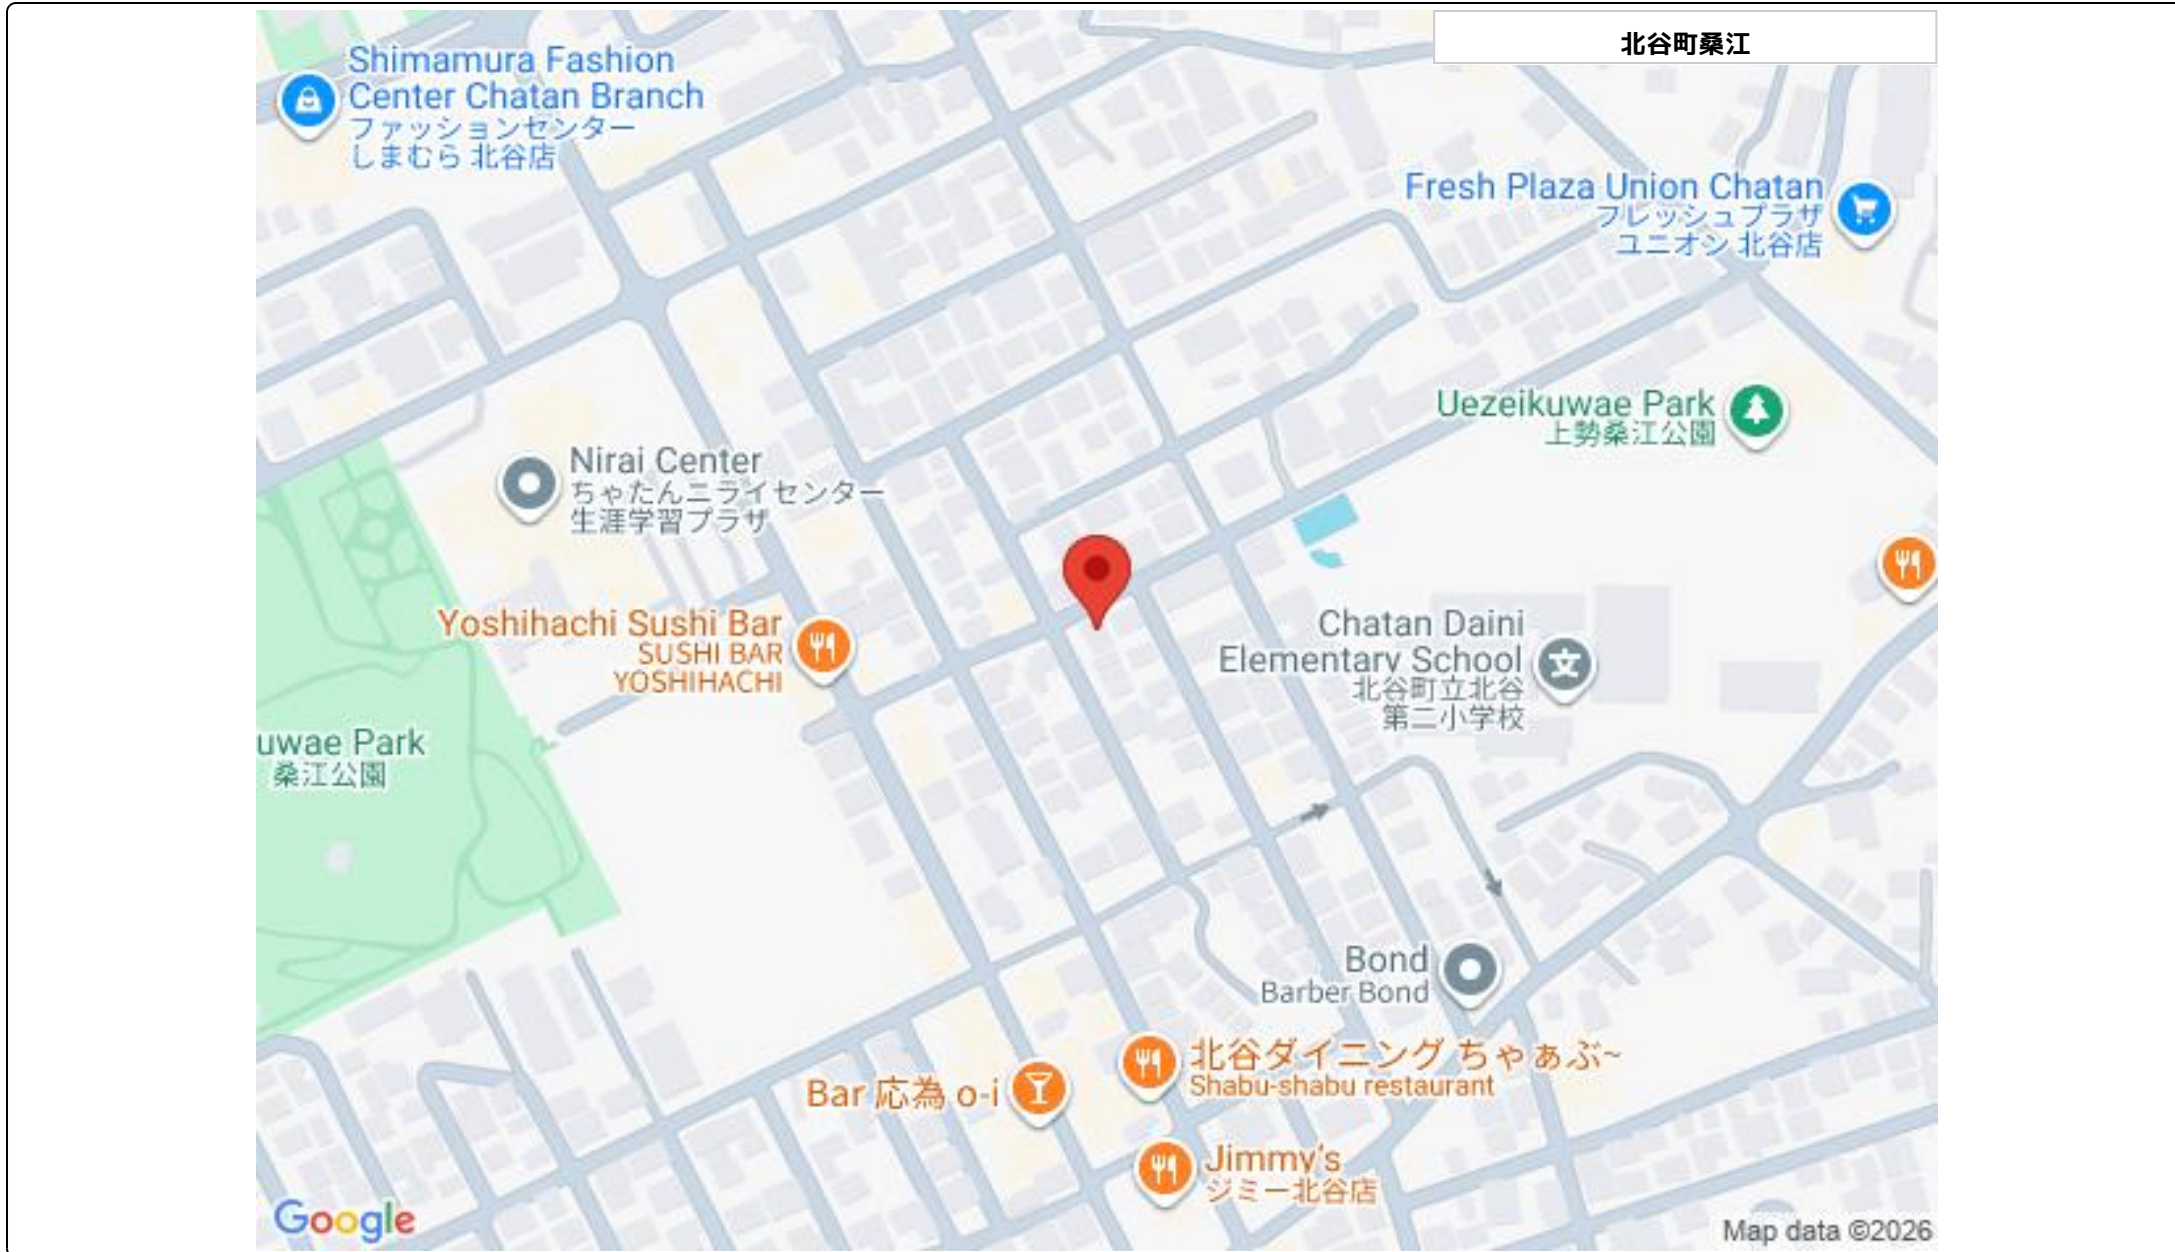 北谷町桑江
Shimamura Fashion
Center Chatan Branch
ファッションセンター
しまむら 北谷店
Fresh Plaza Union Chatan
フレッシュプラザ
ユニオン 北谷店
Uezeikuwae Park
上勢桑江公園
Nirai Center
ちゃたんニライセンター
生涯学習プラザ
Yoshihachi Sushi Bar
SUSHI BAR
YOSHIHACHI
Chatan Daini
Elementary School
北谷町立北谷
第二小学校
文
uwae Park
桑江公園
Bond
Barber Bond
北谷ダイニング ちゃぁぶ~
Shabu-shabu restaurant
Bar 応為 o-i
Jimmy's
ジミー北谷店
Google
Map data ©2026